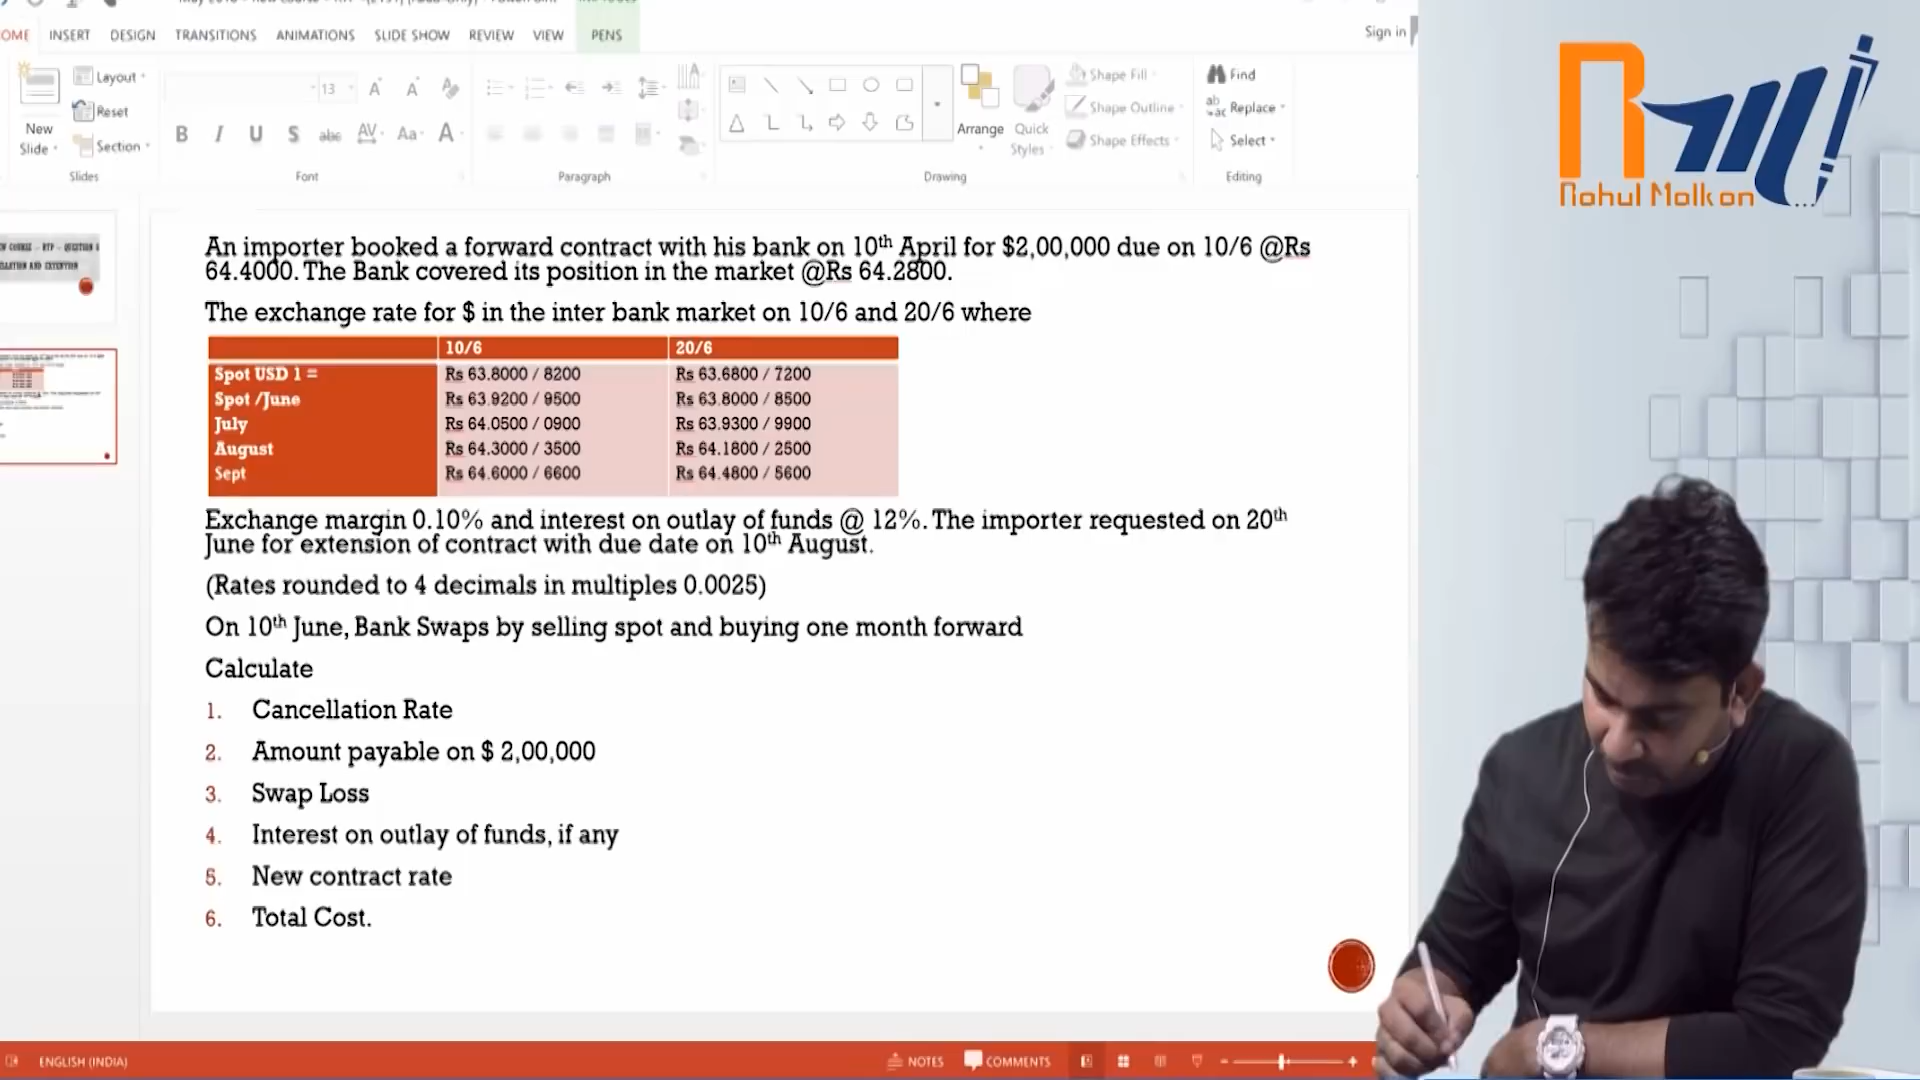 OME INSERT DESIGN TRANSITIONS ANIMATIONS SLIDE SHOW REVIEW VIEW PENS Sign in
Layout
Reset
New Slide
Section
Slides
13
B I U S abc AV Aa A
Font
Paragraph
Arrange
Quick Styles
Shape Fill
Shape Outline
Shape Effects
Drawing
Find
Replace
Select
Editing
Rahul Malkan
An importer booked a forward contract with his bank on 10th April for $2,00,000 due on 10/6 @Rs
64.4000. The Bank covered its position in the market @Rs 64.2800.
The exchange rate for $ in the inter bank market on 10/6 and 20/6 where
10/6 20/6
Spot USD 1 = Rs 63.8000 / 8200 Rs 63.6800 / 7200
Spot /June Rs 63.9200 / 9500 Rs 63.8000 / 8500
July Rs 64.0500 / 0900 Rs 63.9300 / 9900
August Rs 64.3000 / 3500 Rs 64.1800 / 2500
Sept Rs 64.6000 / 6600 Rs 64.4800 / 5600
Exchange margin 0.10% and interest on outlay of funds @ 12%. The importer requested on 20th
June for extension of contract with due date on 10th August.
(Rates rounded to 4 decimals in multiples 0.0025)
On 10th June, Bank Swaps by selling spot and buying one month forward
Calculate
1. Cancellation Rate
2. Amount payable on $ 2,00,000
3. Swap Loss
4. Interest on outlay of funds, if any
5. New contract rate
6. Total Cost.
ENGLISH (INDIA) NOTES COMMENTS